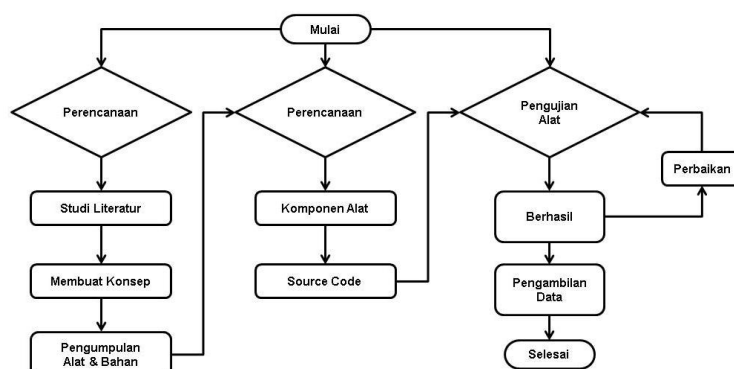 Mulai
Perencanaan
Studi Literatur
Membuat Konsep
Pengumpulan
Alat & Bahan
Perencanaan
Komponen Alat
Source Code
Pengujian
Alat
Perbaikan
Berhasil
Pengambilan
Data
Selesai